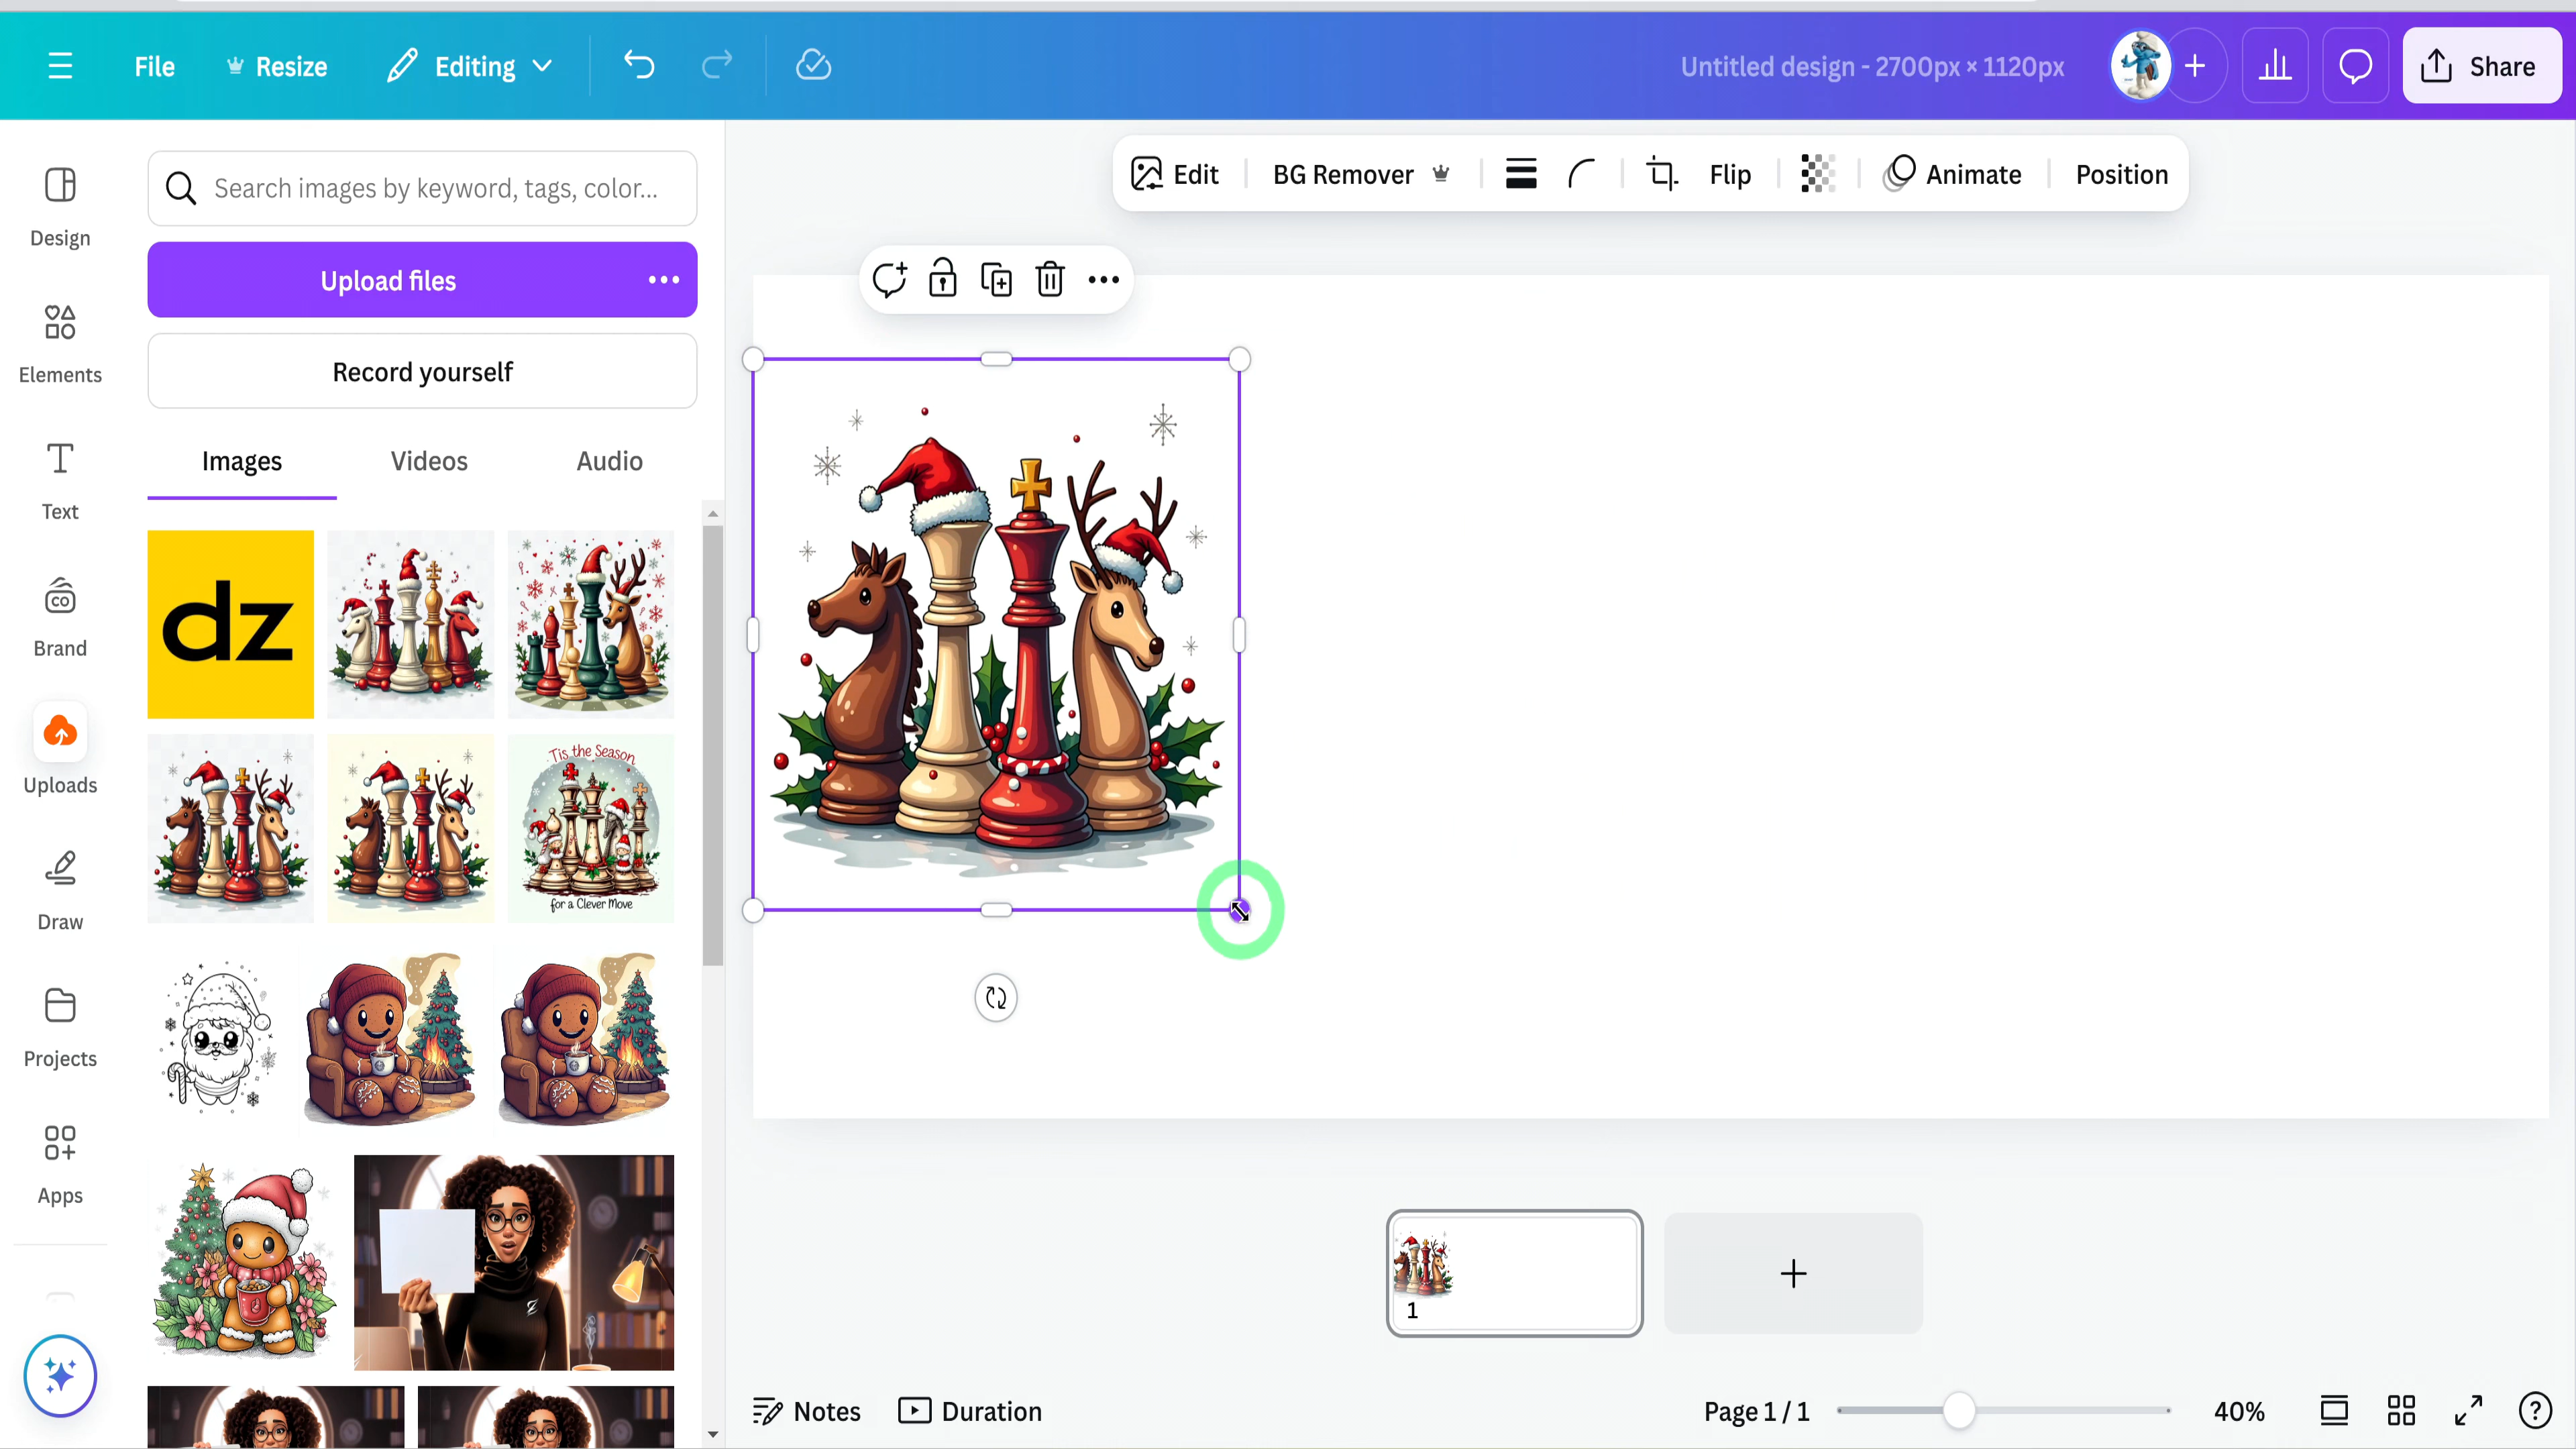 File
Resize
Editing
Untitled design - 2700px × 1120px
Share
Design
Elements
Text
Brand
Uploads
Draw
Projects
Apps
Search images by keyword, tags, color...
Upload files
Record yourself
Images
Videos
Audio
dz
'Tis the Season
for a Clever Move
CO
Edit
BG Remover
Flip
Animate
Position
1
Notes
Duration
Page 1 / 1
40%